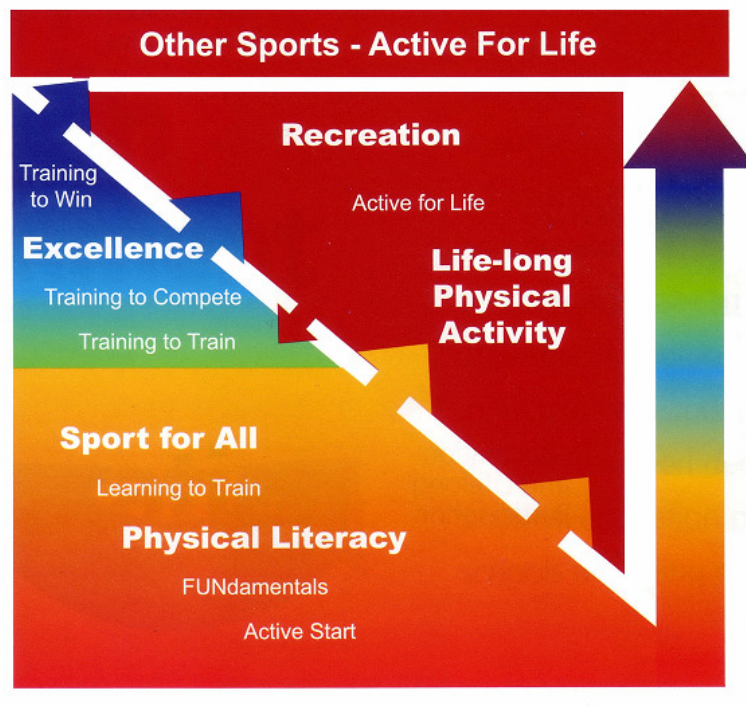 Other Sports - Active For Life
Recreation
Training
to Win
Active for Life
Excellence
Life-long
Physical
Activity
Training to Compete
Training to Train
Sport for All
Learning to Train
Physical Literacy
FUNdamentals
Active Start